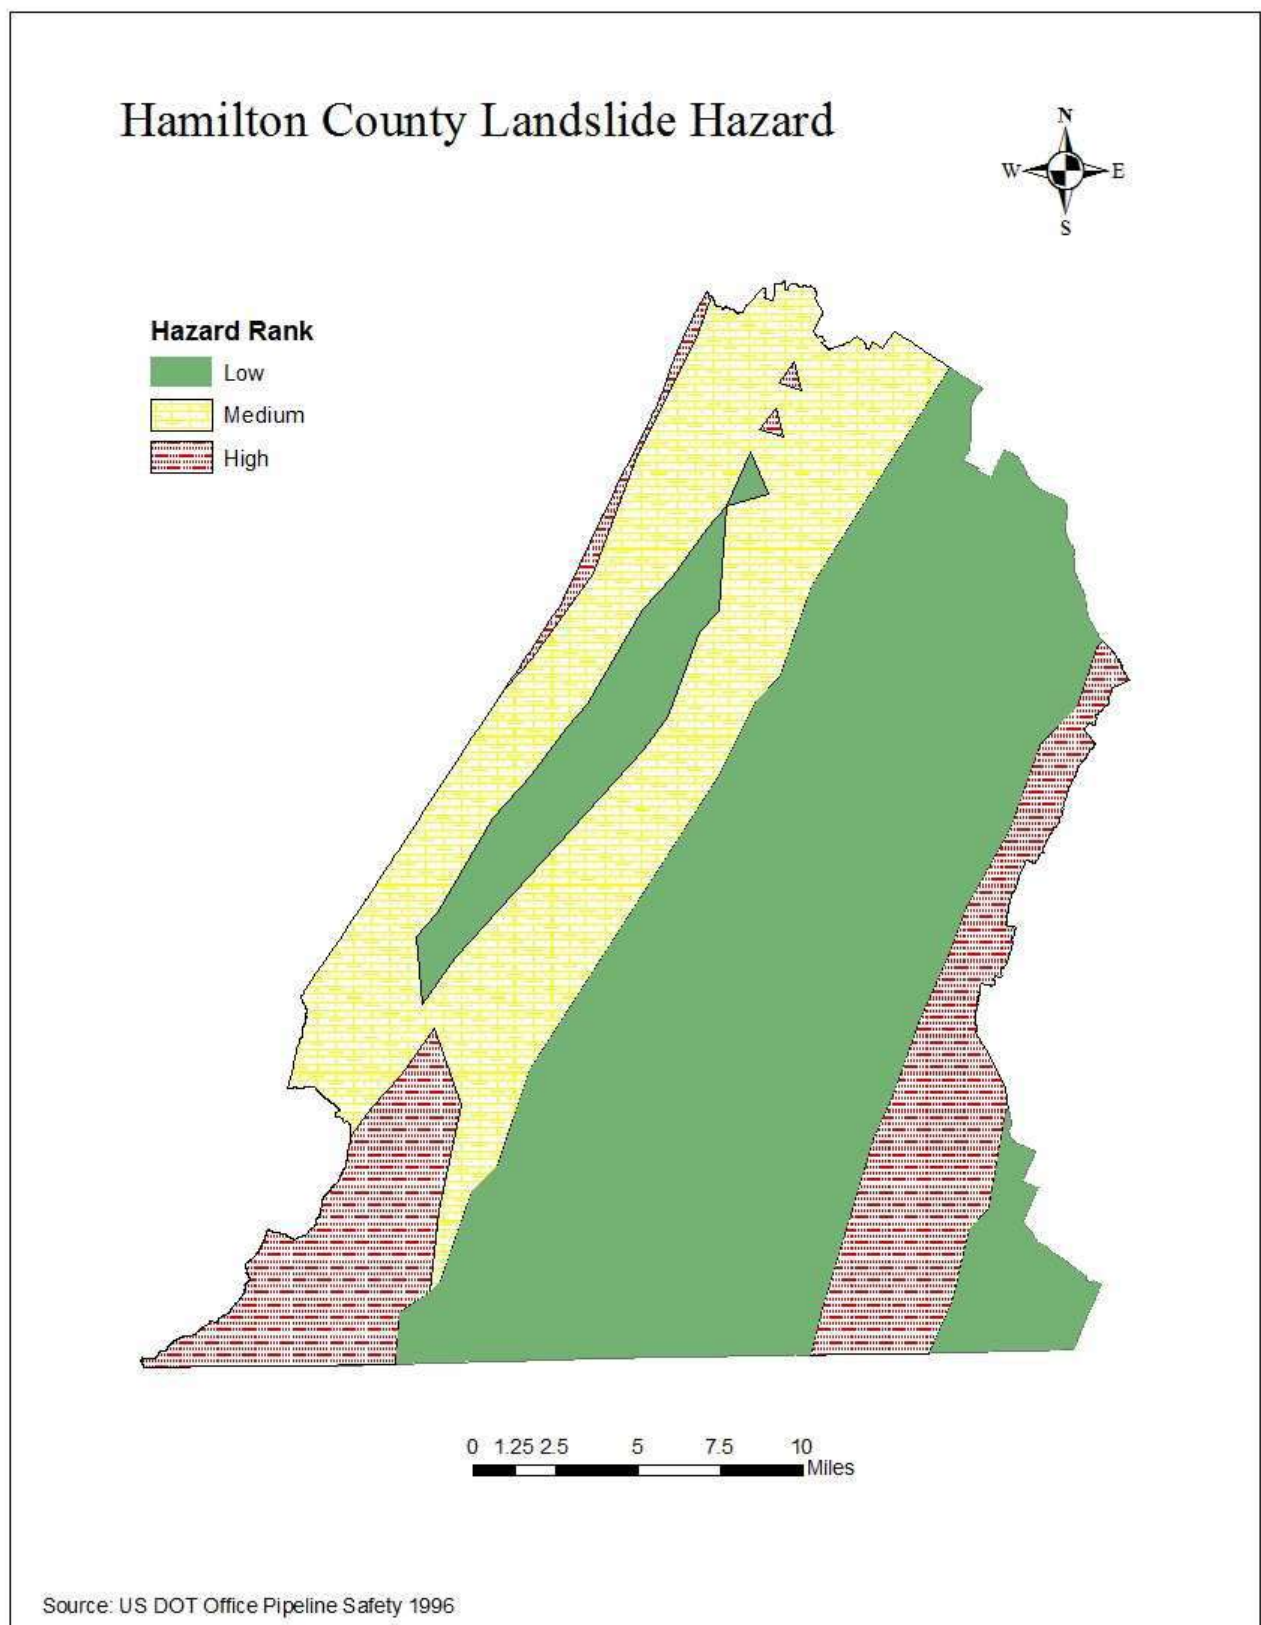 Hamilton County Landslide Hazard
N
W E
S
Hazard Rank
Low
Medium
High
0 1.25 2.5 5 7.5 10
Miles
Source: US DOT Office Pipeline Safety 1996